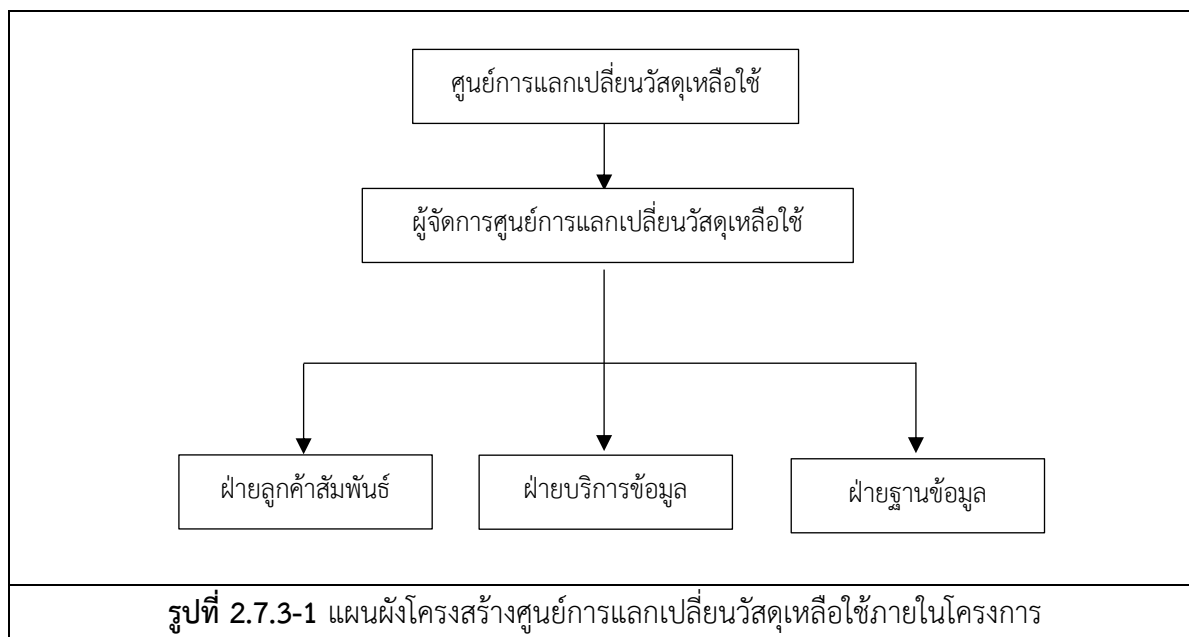 ศูนย์การแลกเปลี่ยนวัสดุเหลือใช้
ผู้จัดการศูนย์การแลกเปลี่ยนวัสดุเหลือใช้
ฝ่ายลูกค้าสัมพันธ์
ฝ่ายบริการข้อมูล
ฝ่ายฐานข้อมูล
รูปที่ 2.7.3-1 แผนผังโครงสร้างศูนย์การแลกเปลี่ยนวัสดุเหลือใช้ภายในโครงการ